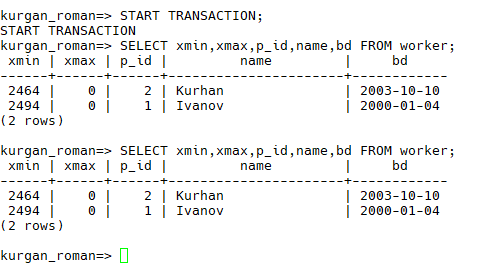 kurgan_roman=> START TRANSACTION;
START TRANSACTION
kurgan_roman=> SELECT xmin,xmax,p_id,name,bd FROM worker;
 xmin | xmax | p_id |         name         |     bd
------+------+------+----------------------+------------
 2464 |    0 |    2 | Kurhan               | 2003-10-10
 2494 |    0 |    1 | Ivanov               | 2000-01-04
(2 rows)

kurgan_roman=> SELECT xmin,xmax,p_id,name,bd FROM worker;
 xmin | xmax | p_id |         name         |     bd
------+------+------+----------------------+------------
 2464 |    0 |    2 | Kurhan               | 2003-10-10
 2494 |    0 |    1 | Ivanov               | 2000-01-04
(2 rows)

kurgan_roman=>